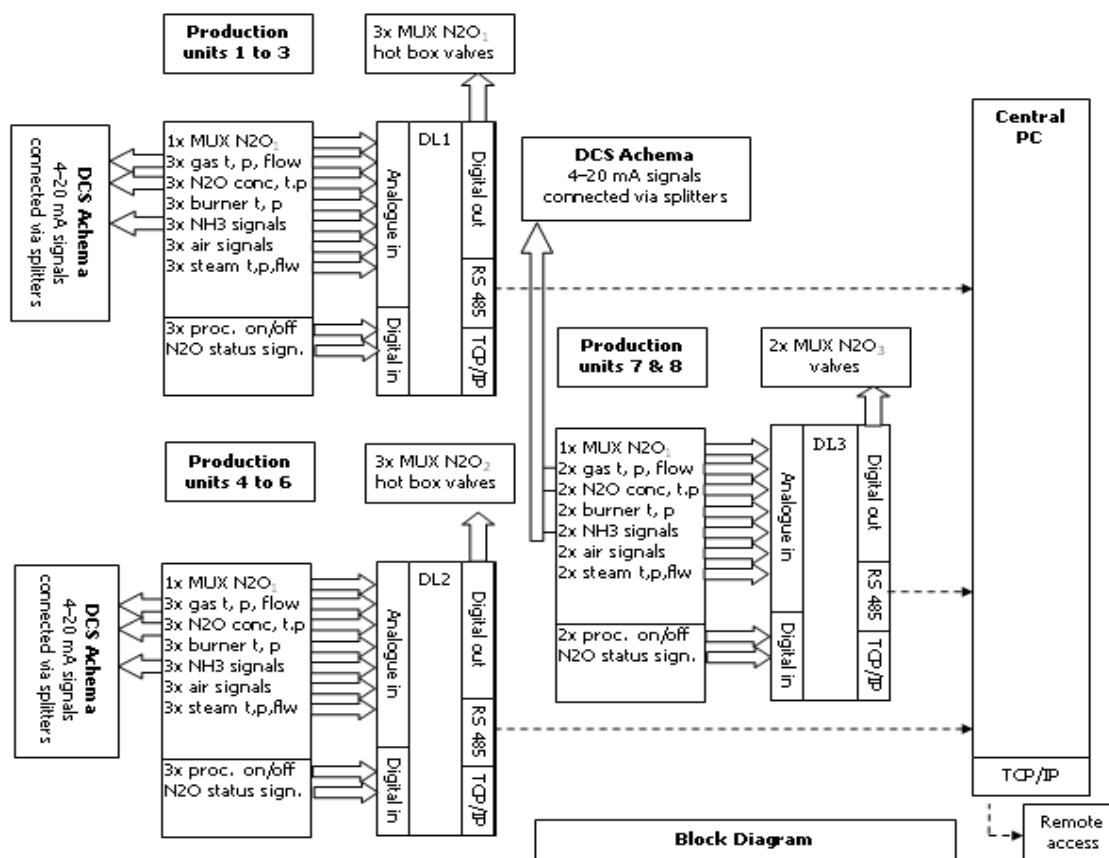 Production
units 1 to 3
3x MUX N2O₁
hot box valves
DCS Achema
4–20 mA signals
connected via splitters
1x MUX N2O₁
3x gas t, p, flow
3x N2O conc, t.p
3x burner t, p
3x NH3 signals
3x air signals
3x steam t,p,flw
3x proc. on/off
N2O status sign.
Analogue in
Digital in
DL1
Digital out
RS 485
TCP/IP
DCS Achema
4–20 mA signals
connected via splitters
Central
PC
TCP/IP
Remote
access
Production
units 7 & 8
2x MUX N2O₃
valves
1x MUX N2O₁
2x gas t, p, flow
2x N2O conc, t.p
2x burner t, p
2x NH3 signals
2x air signals
2x steam t,p,flw
2x proc. on/off
N2O status sign.
Analogue in
Digital in
DL3
Digital out
RS 485
TCP/IP
Production
units 4 to 6
3x MUX N2O₂
hot box valves
DCS Achema
4–20 mA signals
connected via splitters
1x MUX N2O₁
3x gas t, p, flow
3x N2O conc, t.p
3x burner t, p
3x NH3 signals
3x air signals
3x steam t,p,flw
3x proc. on/off
N2O status sign.
Analogue in
Digital in
DL2
Digital out
RS 485
TCP/IP
Block Diagram